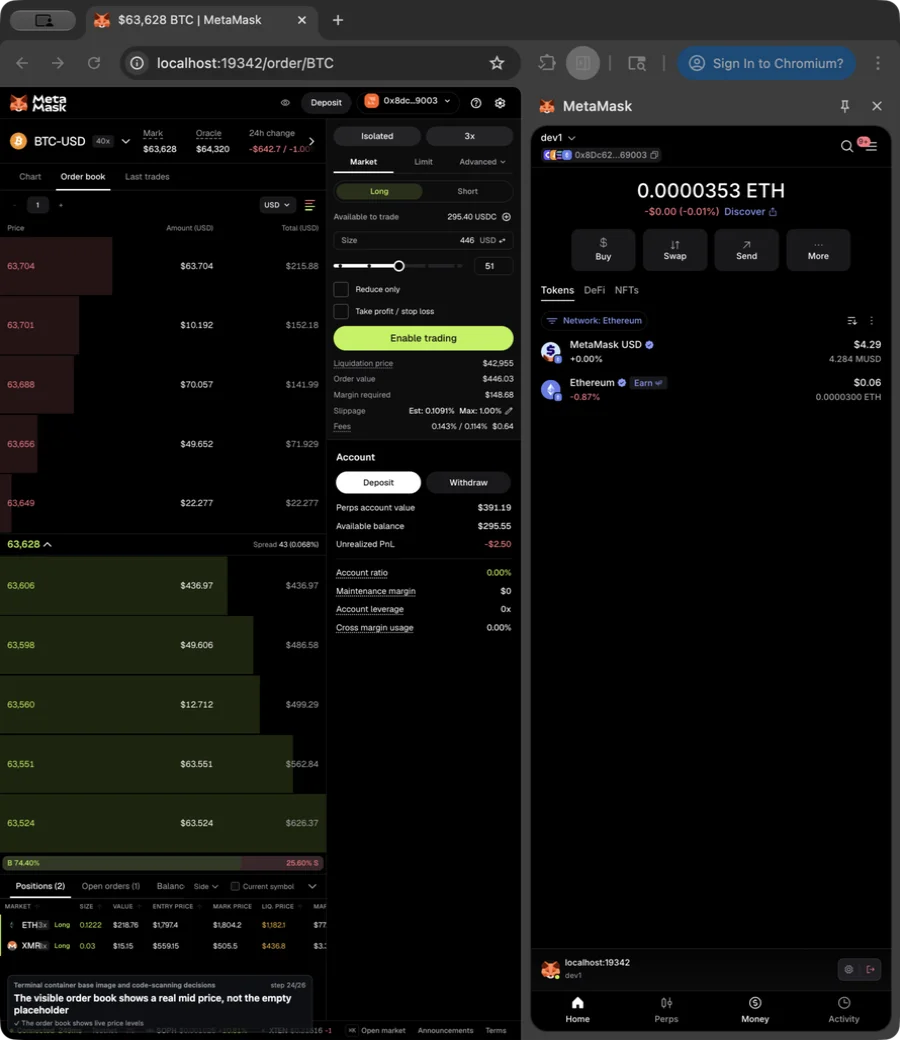 $63,628 BTC | MetaMask
localhost:19342/order/BTC
Sign In to Chromium?
Meta Mask
Deposit
0x8dc...9003
BTC-USD 40x
Mark $63,628
Oracle $64,320
24h change -$642.7 / -1.00
Chart Order book Last trades
- 1 +
USD
Price Amount (USD) Total (USD)
63,704 $63.704 $215.88
63,701 $10.192 $152.18
63,688 $70.057 $141.99
63,656 $49.652 $71.929
63,649 $22.277 $22.277
63,628 Spread 43 (0.068%)
63,606 $436.97 $436.97
63,598 $49.606 $486.58
63,560 $12.712 $499.29
63,551 $63.551 $562.84
63,524 $63.524 $626.37
B 74.40% 25.60% S
Isolated 3x
Market Limit Advanced
Long Short
Available to trade 295.40 USDC
Size 446 USD
51
Reduce only
Take profit / stop loss
Enable trading
Liquidation price $42,955
Order value $446.03
Margin required $148.68
Slippage Est: 0.1091% Max: 1.00%
Fees 0.143% / 0.114% $0.64
Account
Deposit Withdraw
Perps account value $391.19
Available balance $295.55
Unrealized PnL -$2.50
Account ratio 0.00%
Maintenance margin $0
Account leverage 0x
Cross margin usage 0.00%
Positions (2) Open orders (1) Balanc Side Current symbol
MARKET SIZE VALUE ENTRY PRICE MARK PRICE LIQ. PRICE MAR
ETH 3x Long 0.1222 $218.76 $1,797.4 $1,804.2 $1,182.1 $77
XMR Long 0.03 $15.15 $559.15 $505.5 $436.8 $3.
Terminal container base image and code-scanning decisions step 24/26
The visible order book shows a real mid price, not the empty
placeholder
✓ The order book shows live price levels
Open market Announcements Terms
MetaMask
dev1
0x8Dc62...69003
9+
0.0000353 ETH
-$0.00 (-0.01%) Discover
Buy Swap Send More
Tokens DeFi NFTs
Network: Ethereum
MetaMask USD $4.29
+0.00% 4.284 MUSD
Ethereum Earn $0.06
-0.87% 0.0000300 ETH
localhost:19342
dev1
Home Perps Money Activity